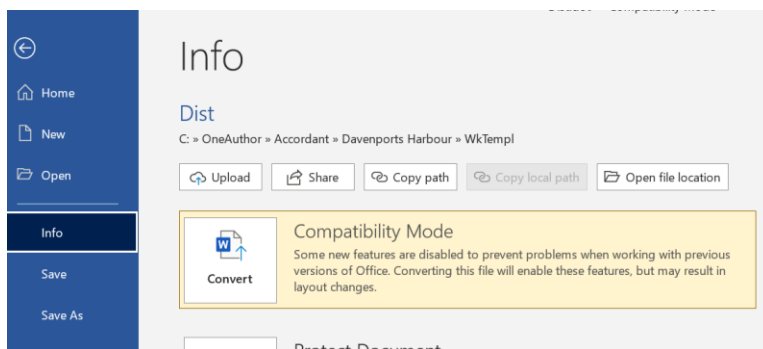 Info
Home
New
Open
Info
Save
Save As
Dist
C: » OneAuthor » Accordant » Davenports Harbour » WkTempl
Upload
Share
Copy path
Copy local path
Open file location
Convert
Compatibility Mode
Some new features are disabled to prevent problems when working with previous
versions of Office. Converting this file will enable these features, but may result in
layout changes.